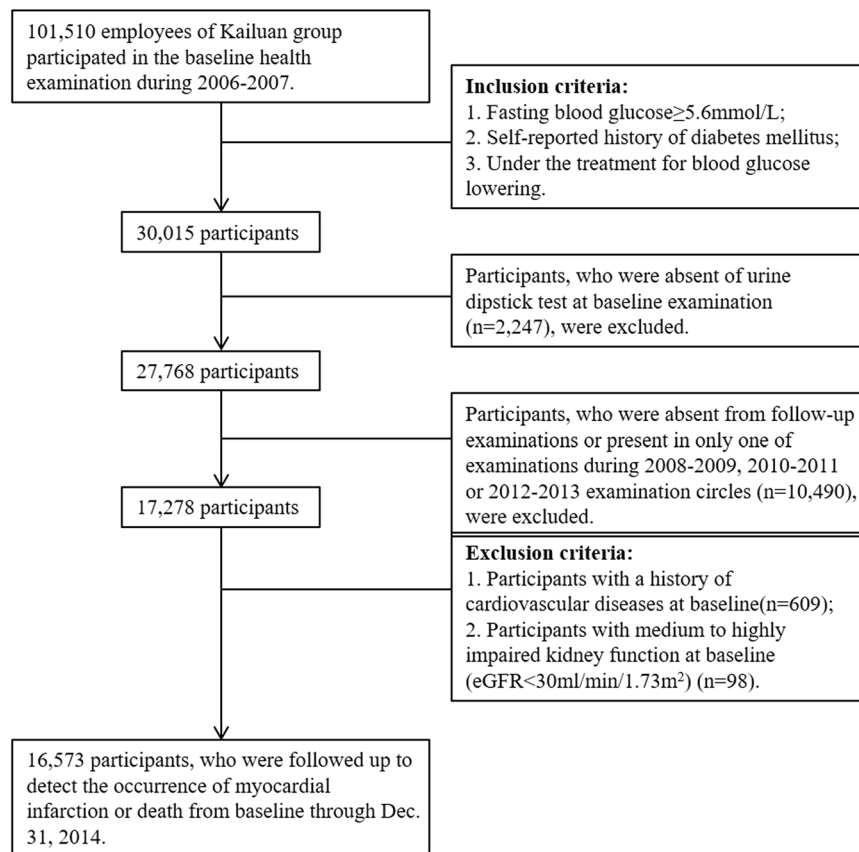 101,510 employees of Kailuan group
participated in the baseline health
examination during 2006-2007.
Inclusion criteria:
1. Fasting blood glucose≥5.6mmol/L;
2. Self-reported history of diabetes mellitus;
3. Under the treatment for blood glucose
lowering.
30,015 participants
Participants, who were absent of urine
dipstick test at baseline examination
(n=2,247), were excluded.
27,768 participants
Participants, who were absent from follow-up
examinations or present in only one of
examinations during 2008-2009, 2010-2011
or 2012-2013 examination circles (n=10,490),
were excluded.
17,278 participants
Exclusion criteria:
1. Participants with a history of
cardiovascular diseases at baseline(n=609);
2. Participants with medium to highly
impaired kidney function at baseline
(eGFR<30ml/min/1.73m²) (n=98).
16,573 participants, who were followed up to
detect the occurrence of myocardial
infarction or death from baseline through Dec.
31, 2014.